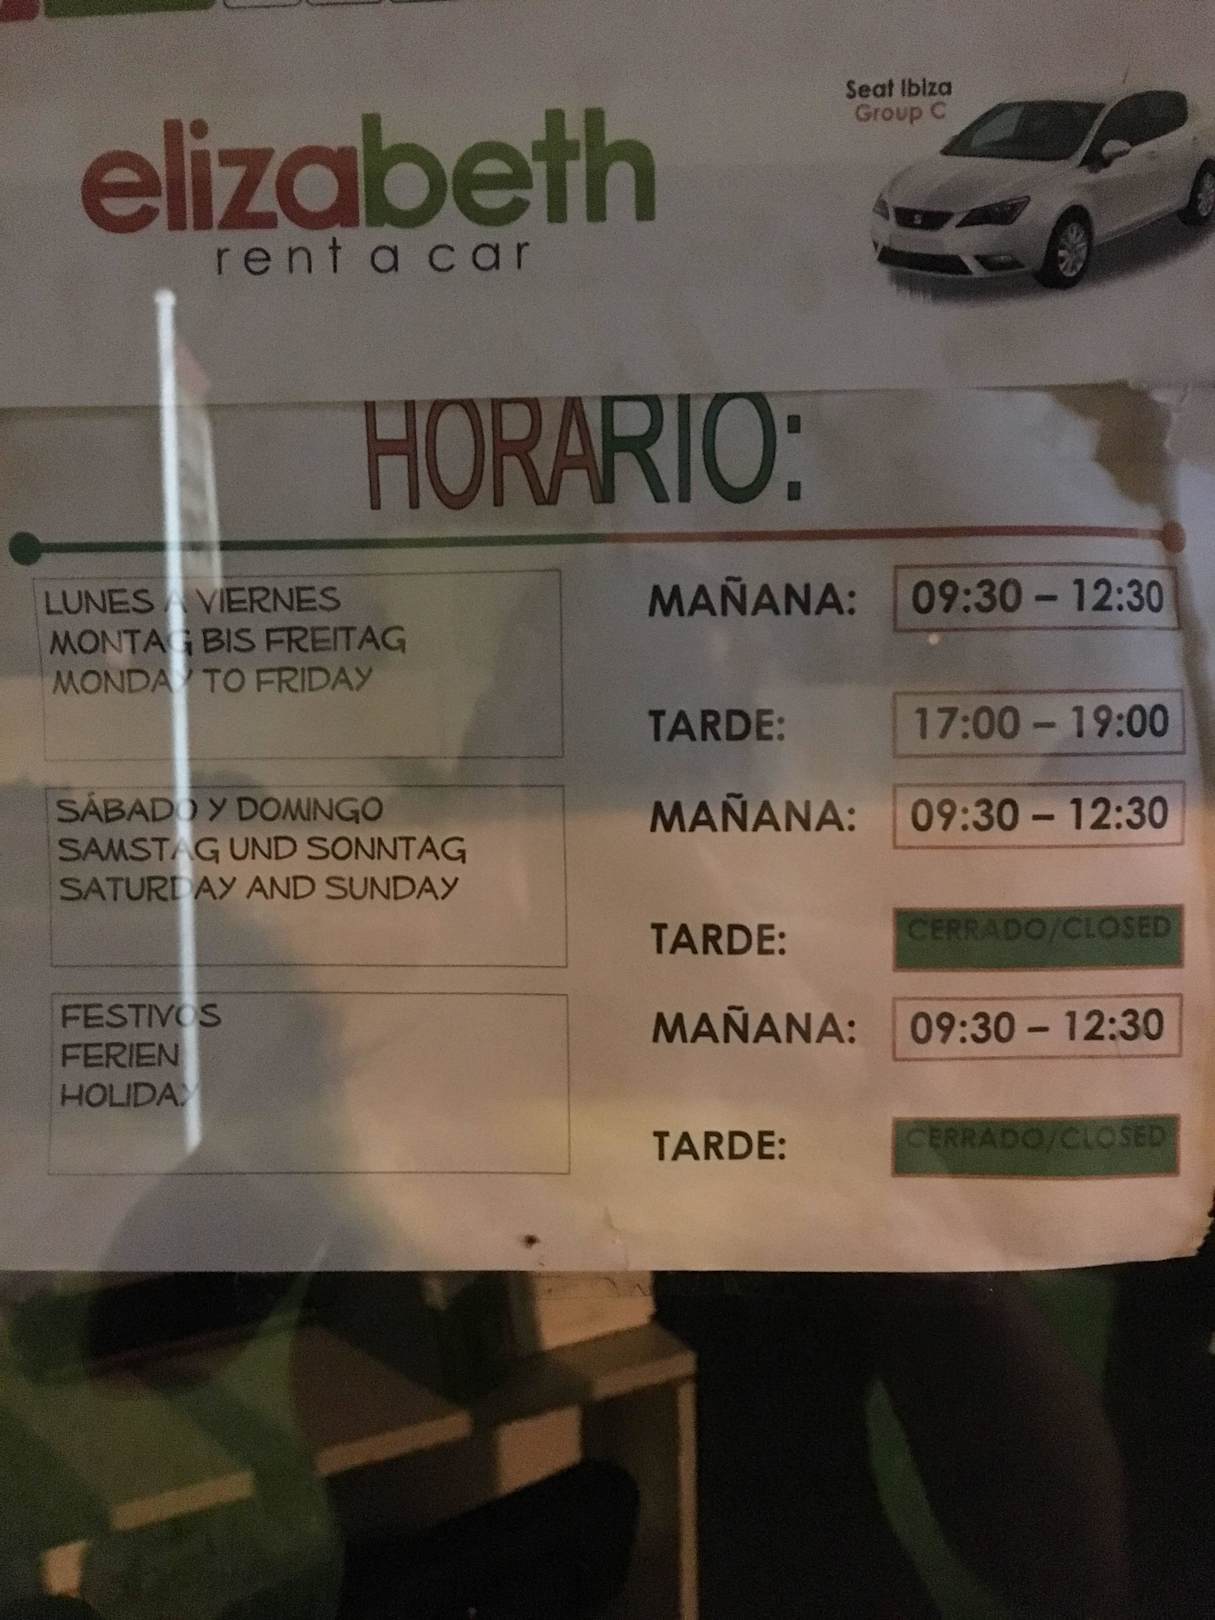 elizabeth
rent a car
Seat Ibiza
Group C
HORARIO:
LUNES A VIERNES
MONTAG BIS FREITAG
MONDAY TO FRIDAY
MAÑANA: 09:30 – 12:30
TARDE: 17:00 – 19:00
SÁBADO Y DOMINGO
SAMSTAG UND SONNTAG
SATURDAY AND SUNDAY
MAÑANA: 09:30 – 12:30
TARDE: CERRADO/CLOSED
FESTIVOS
FERIEN
HOLIDAY
MAÑANA: 09:30 – 12:30
TARDE: CERRADO/CLOSED